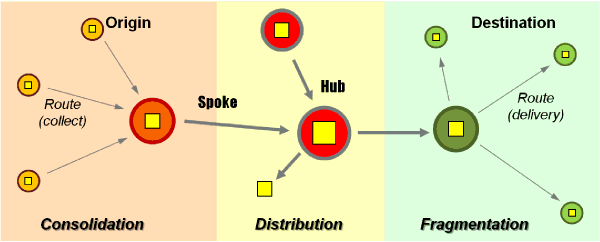 Origin
Destination
Hub
Spoke
Route
(collect)
Route
(delivery)
Consolidation
Distribution
Fragmentation